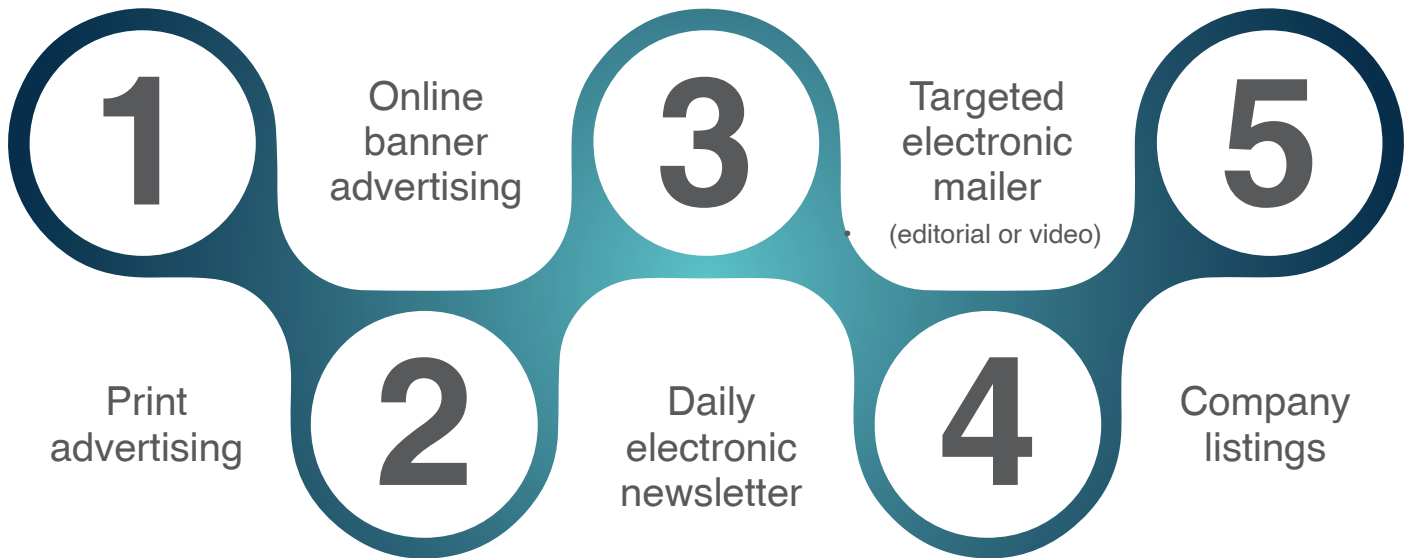 1
Print
advertising
Online
banner
advertising
2
3
Daily
electronic
newsletter
Targeted
electronic
mailer
(editorial or video)
4
5
Company
listings